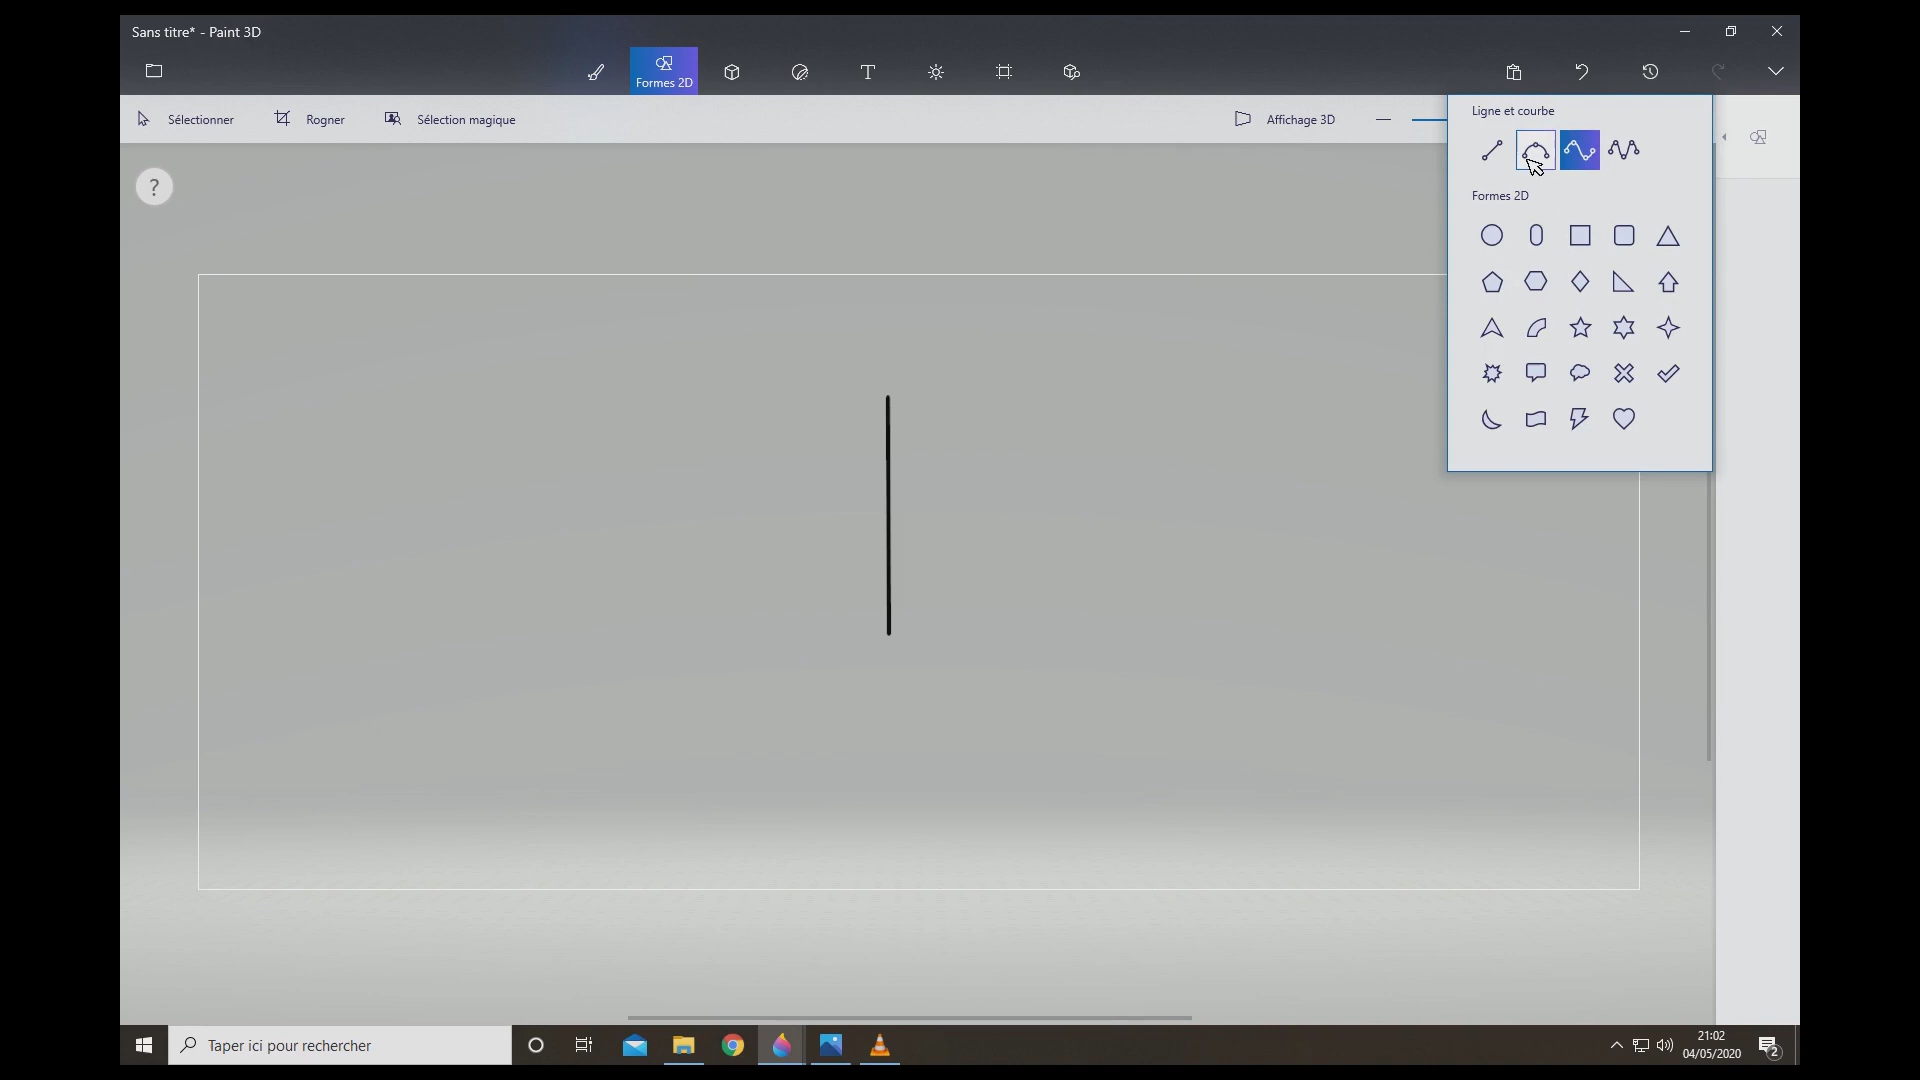 Sans titre* - Paint 3D
Formes 2D
Sélectionner
Rogner
Sélection magique
Affichage 3D
Ligne et courbe
Formes 2D
?
T
Taper ici pour rechercher
21:02
04/05/2020
2